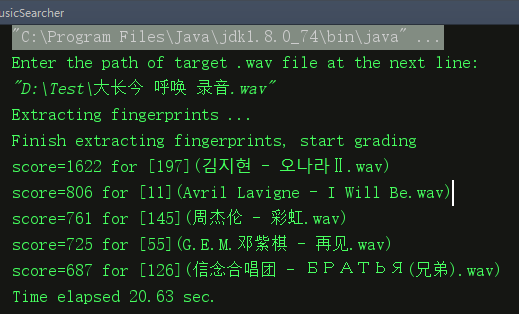 usicSearcher
"C:\Program Files\Java\jdk1.8.0_74\bin\java" ...
Enter the path of target .wav file at the next line:
"D:\Test\大长今 呼唤 录音.wav"
Extracting fingerprints ...
Finish extracting fingerprints, start grading
score=1622 for [197](김지현 - 오나라Ⅱ.wav)
score=806 for [11](Avril Lavigne - I Will Be.wav)
score=761 for [145](周杰伦 - 彩虹.wav)
score=725 for [55](G.E.M.邓紫棋 - 再见.wav)
score=687 for [126](信念合唱团 - БРАТЬЯ(兄弟).wav)
Time elapsed 20.63 sec.